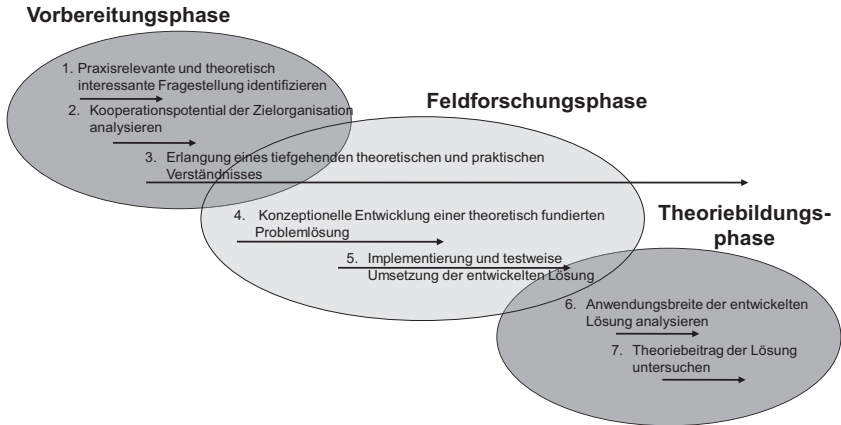 Vorbereitungsphase
1. Praxisrelevante und theoretisch
interessante Fragestellung identifizieren
2. Kooperationspotential der Zielorganisation
analysieren
Feldforschungsphase
3. Erlangung eines tiefgehenden theoretischen und praktischen
Verständnisses
4. Konzeptionelle Entwicklung einer theoretisch fundierten
Problemlösung
5. Implementierung und testweise
Umsetzung der entwickelten Lösung
Theoriebildungs-
phase
6. Anwendungsbreite der entwickelten
Lösung analysieren
7. Theoriebeitrag der Lösung
untersuchen